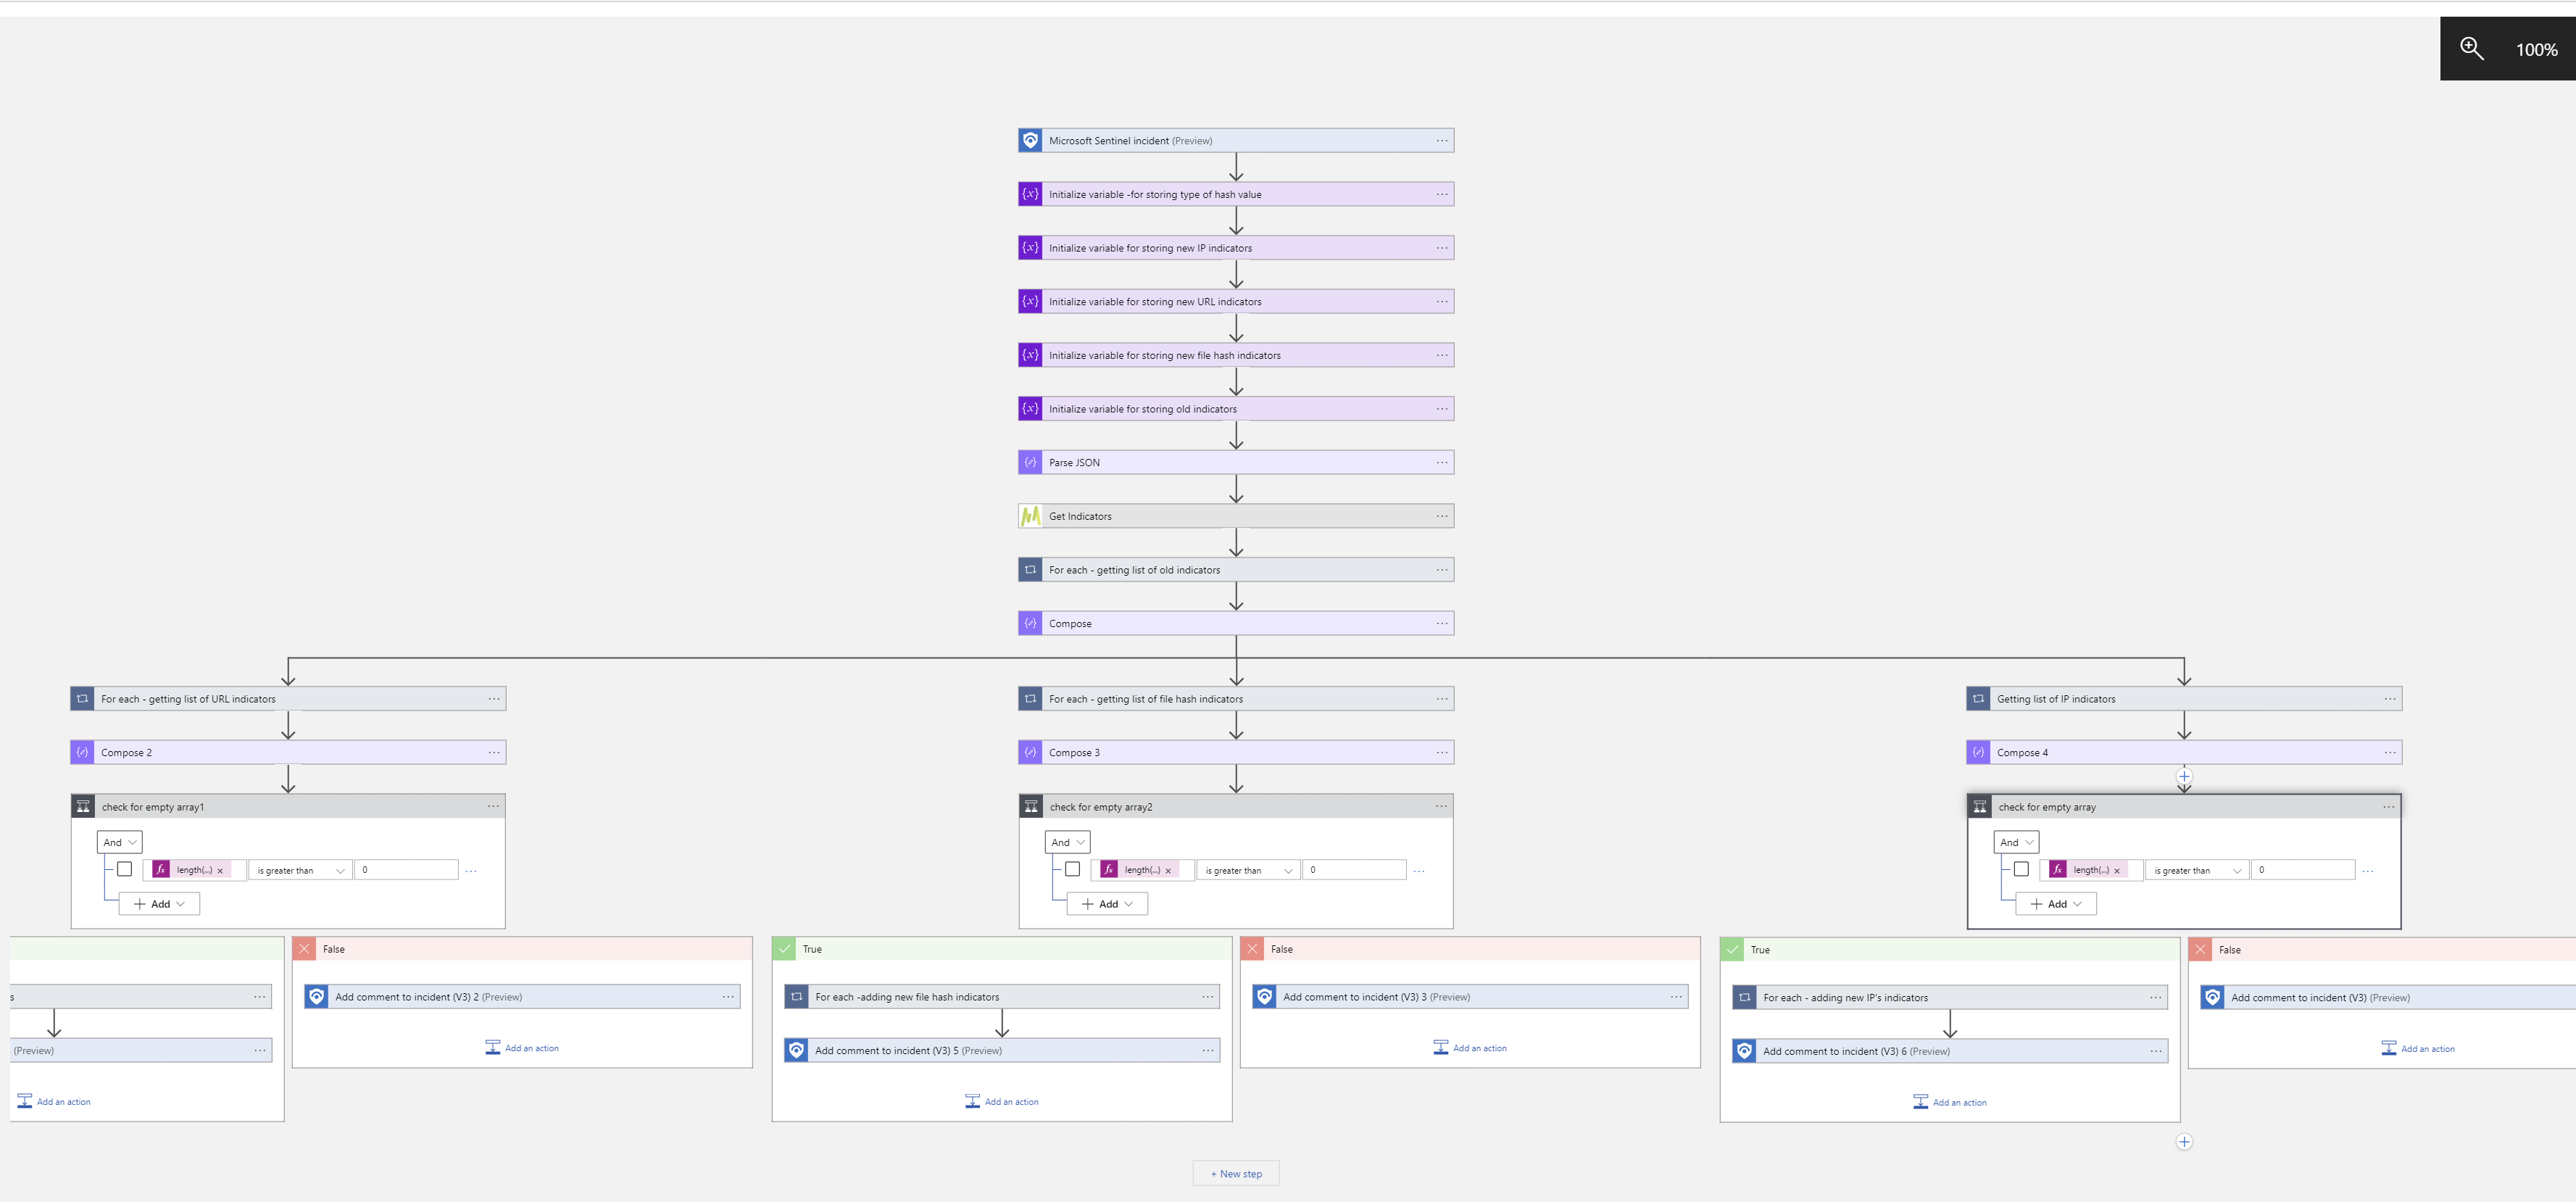 100%
Microsoft Sentinel incident (Preview)
Initialize variable -for storing type of hash value
Initialize variable for storing new IP indicators
Initialize variable for storing new URL indicators
Initialize variable for storing new file hash indicators
Initialize variable for storing old indicators
Parse JSON
Get Indicators
For each - getting list of old indicators
Compose
For each - getting list of URL indicators
Compose 2
check for empty array1
And
length(...) is greater than 0
Add
For each - getting list of file hash indicators
Compose 3
check for empty array2
And
length(...) is greater than 0
Add
Getting list of IP indicators
Compose 4
check for empty array
And
length(...) is greater than 0
Add
s
(Preview)
Add an action
False
Add comment to incident (V3) 2 (Preview)
Add an action
True
For each -adding new file hash indicators
Add comment to incident (V3) 5 (Preview)
Add an action
False
Add comment to incident (V3) 3 (Preview)
Add an action
True
For each - adding new IP's indicators
Add comment to incident (V3) 6 (Preview)
Add an action
False
Add comment to incident (V3) (Preview)
Add an action
+ New step